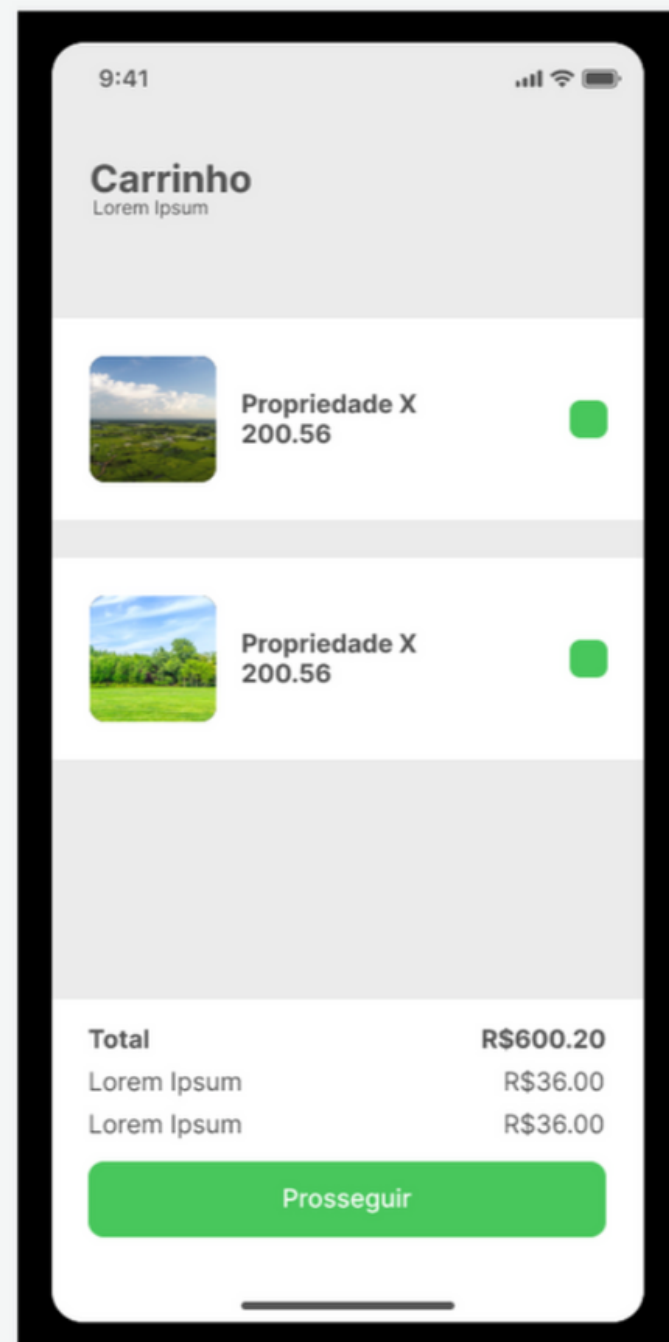 9:41
Carrinho
Lorem Ipsum
Propriedade X
200.56
Propriedade X
200.56
Total R$600.20
Lorem Ipsum R$36.00
Lorem Ipsum R$36.00
Prosseguir